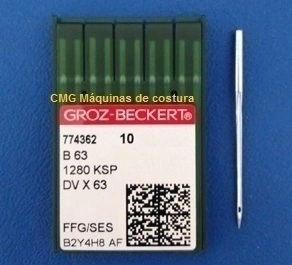 CMG Máquinas de costura
GROZ-BECKERT®
774362 10
B 63
1280 KSP
DV X 63
FFG/SES
B2Y4H8 AF